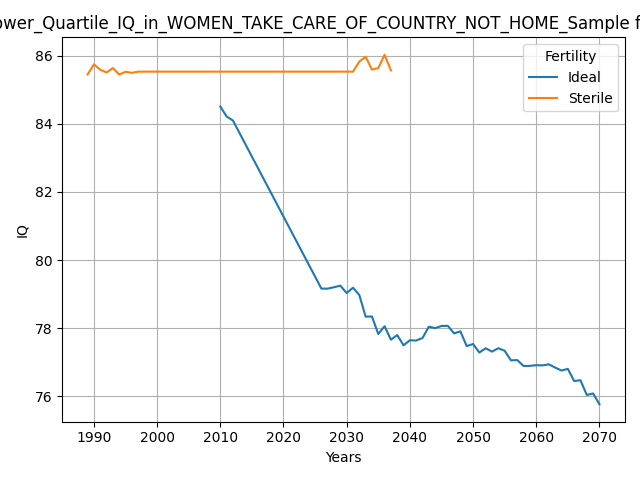 ower_Quartile_IQ_in_WOMEN_TAKE_CARE_OF_COUNTRY_NOT_HOME_Sample f
86
84
82
80
78
76
IQ
Fertility
Ideal
Sterile
1990 2000 2010 2020 2030 2040 2050 2060 2070
Years